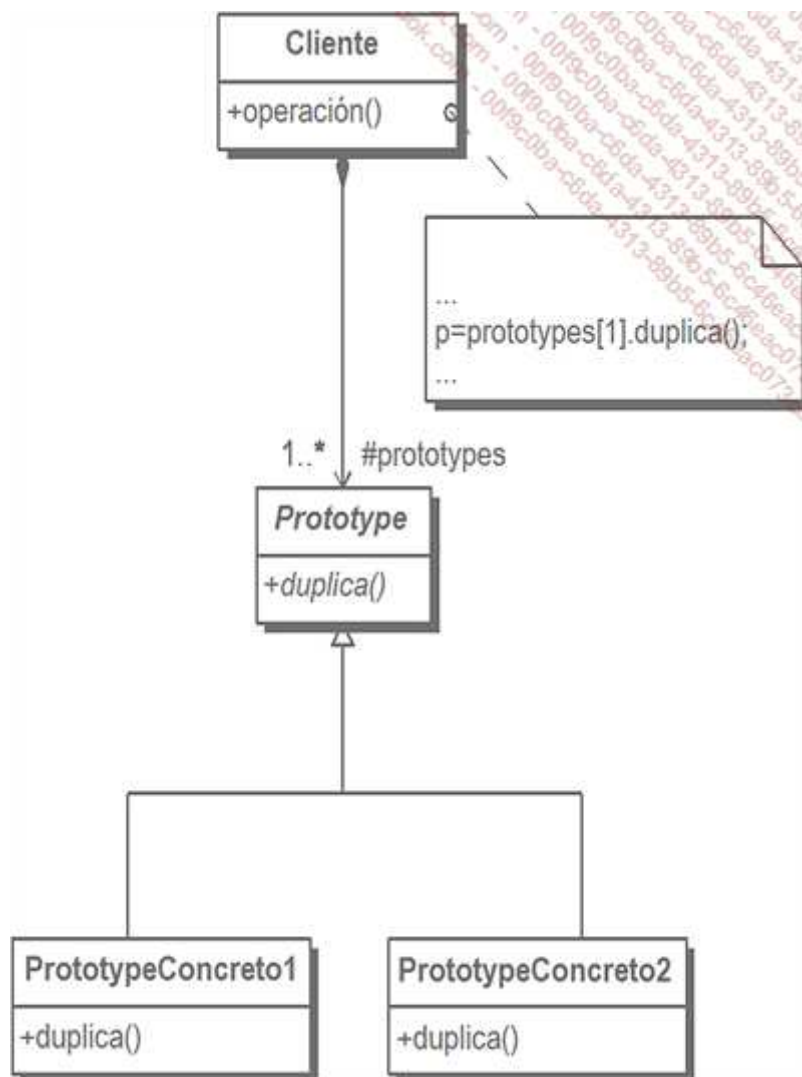 Cliente
+operación()
...
p=prototypes[1].duplica();
...
1..* #prototypes
Prototype
+duplica()
PrototypeConcreto1
+duplica()
PrototypeConcreto2
+duplica()